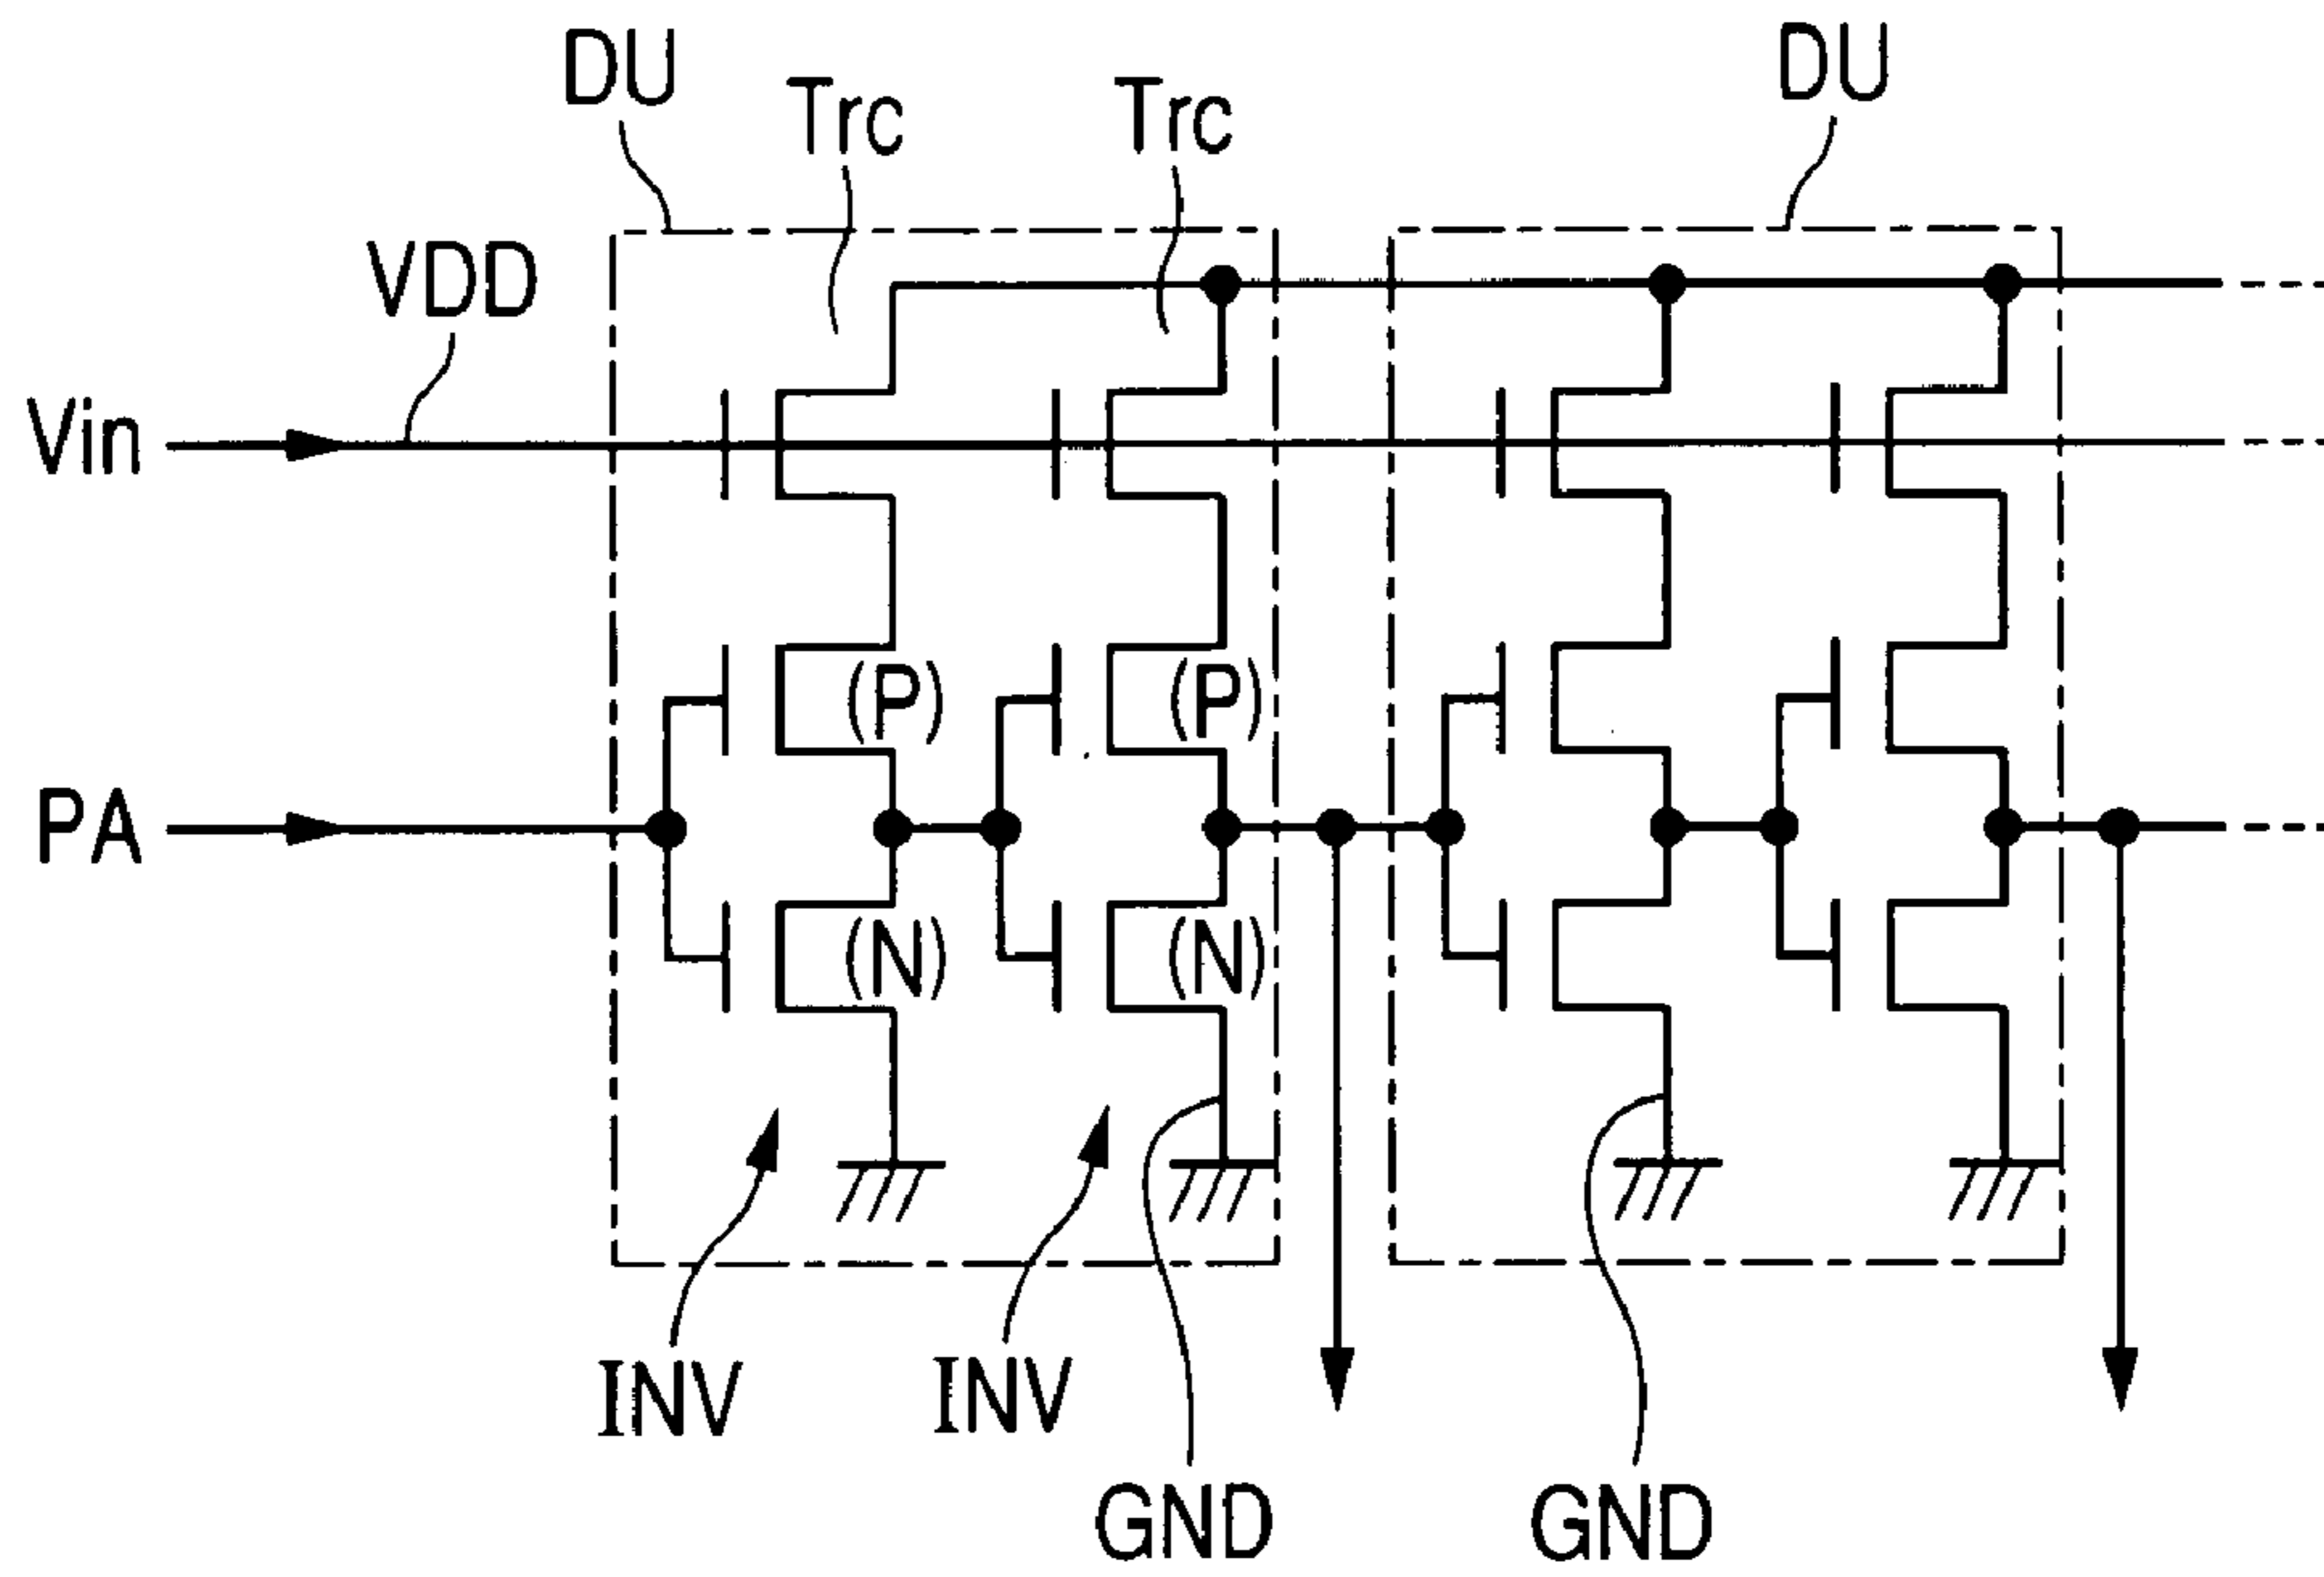 DU
DU
Trc
Trc
VDD
Vin
(P)
(P)
PA
(N)
(N)
INV
INV
GND
GND